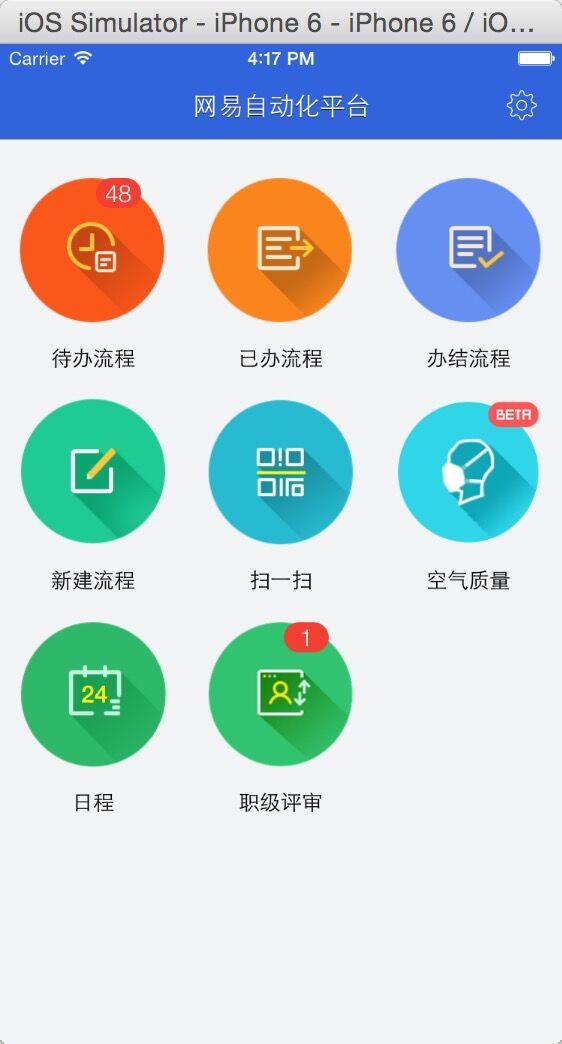 iOS Simulator - iPhone 6 - iPhone 6 / iO...
Carrier 4:17 PM
网易自动化平台
48
待办流程 已办流程 办结流程
BETA
新建流程 扫一扫 空气质量
1
24
日程 职级评审